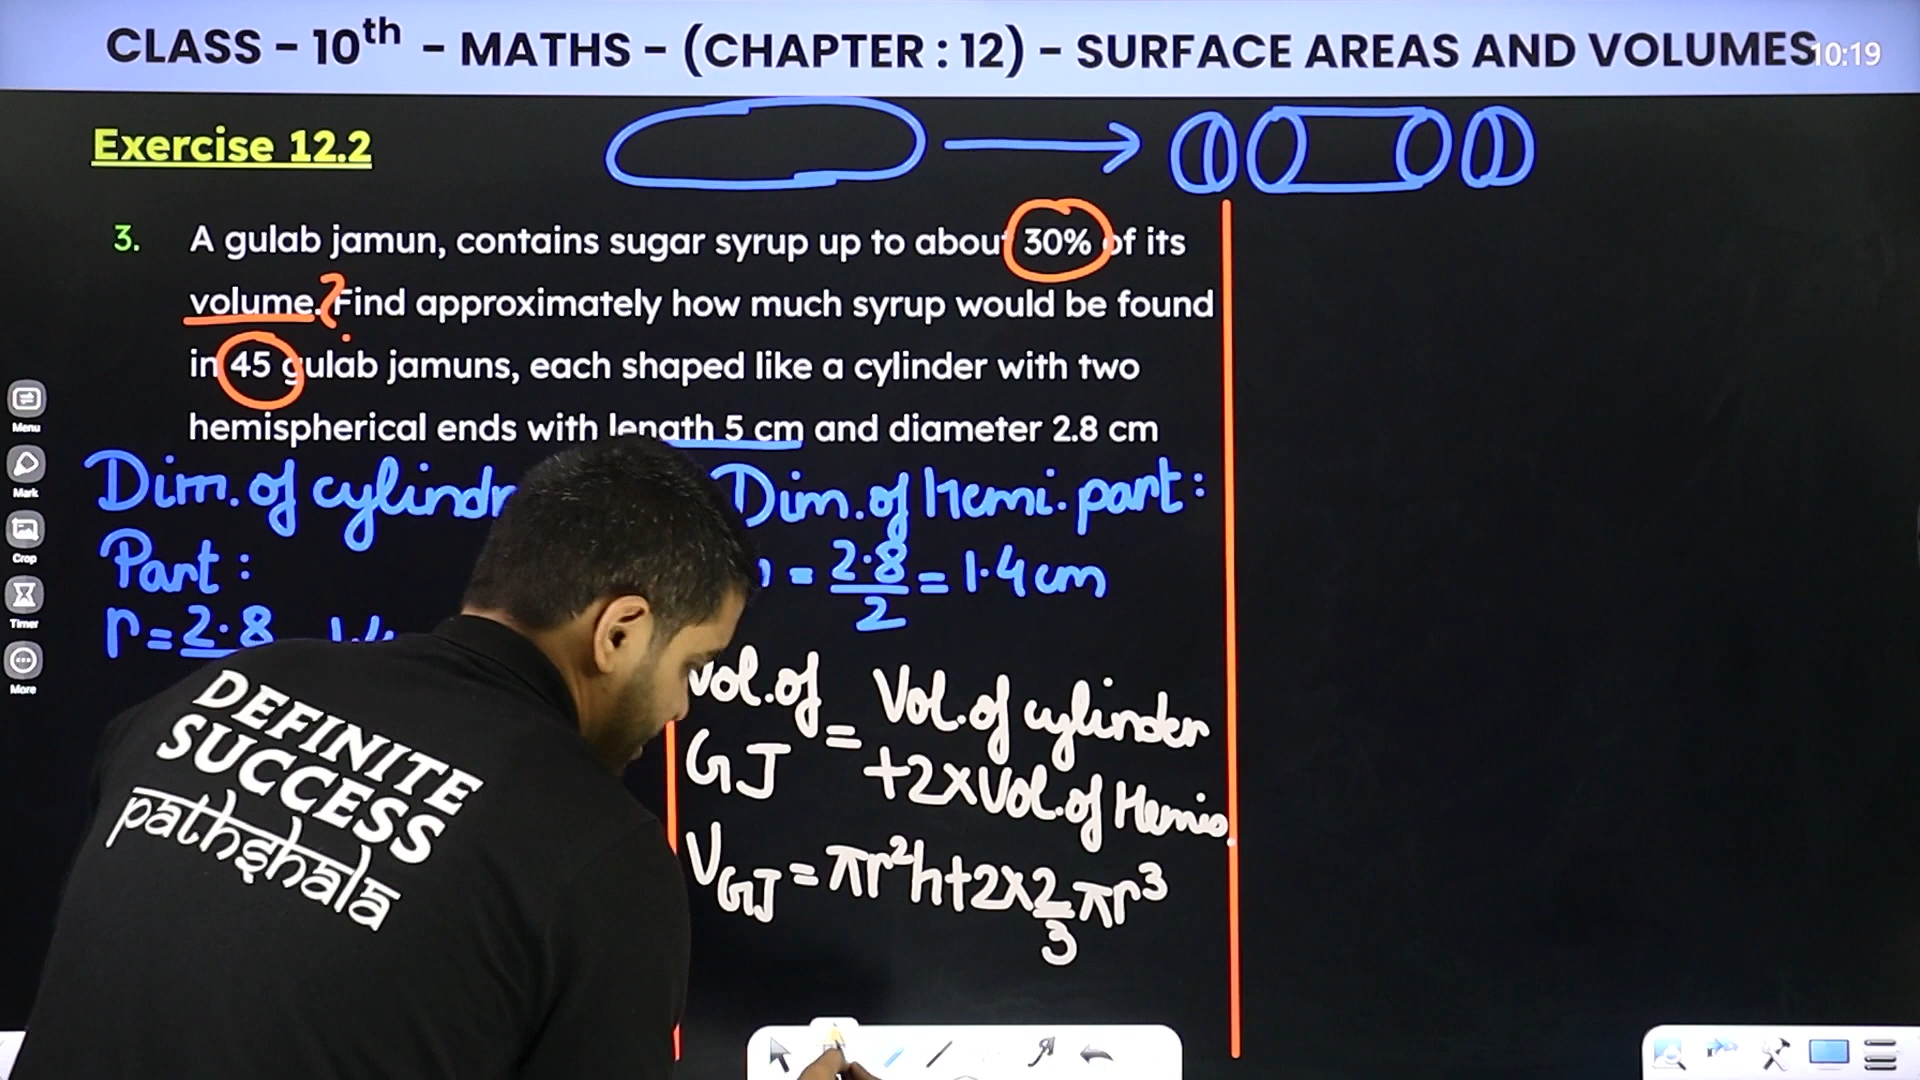 CLASS – 10th – MATHS – (CHAPTER : 12) – SURFACE AREAS AND VOLUMES
10:19
Exercise 12.2
3. A gulab jamun, contains sugar syrup up to about 30% of its
volume. Find approximately how much syrup would be found
?
in 45 gulab jamuns, each shaped like a cylinder with two
hemispherical ends with length 5 cm and diameter 2.8 cm
Dim. of cylindr
Part:
r = 2.8
Dim. of Hemi. part:
= 2.8/2 = 1.4 cm
Vol. of GJ = Vol. of cylinder
+2×Vol. of Hemis
V_GJ = πr²h+2×2/3πr³
Menu
Mark
Crop
Timer
More
DEFINITE
SUCCESS
pathshala